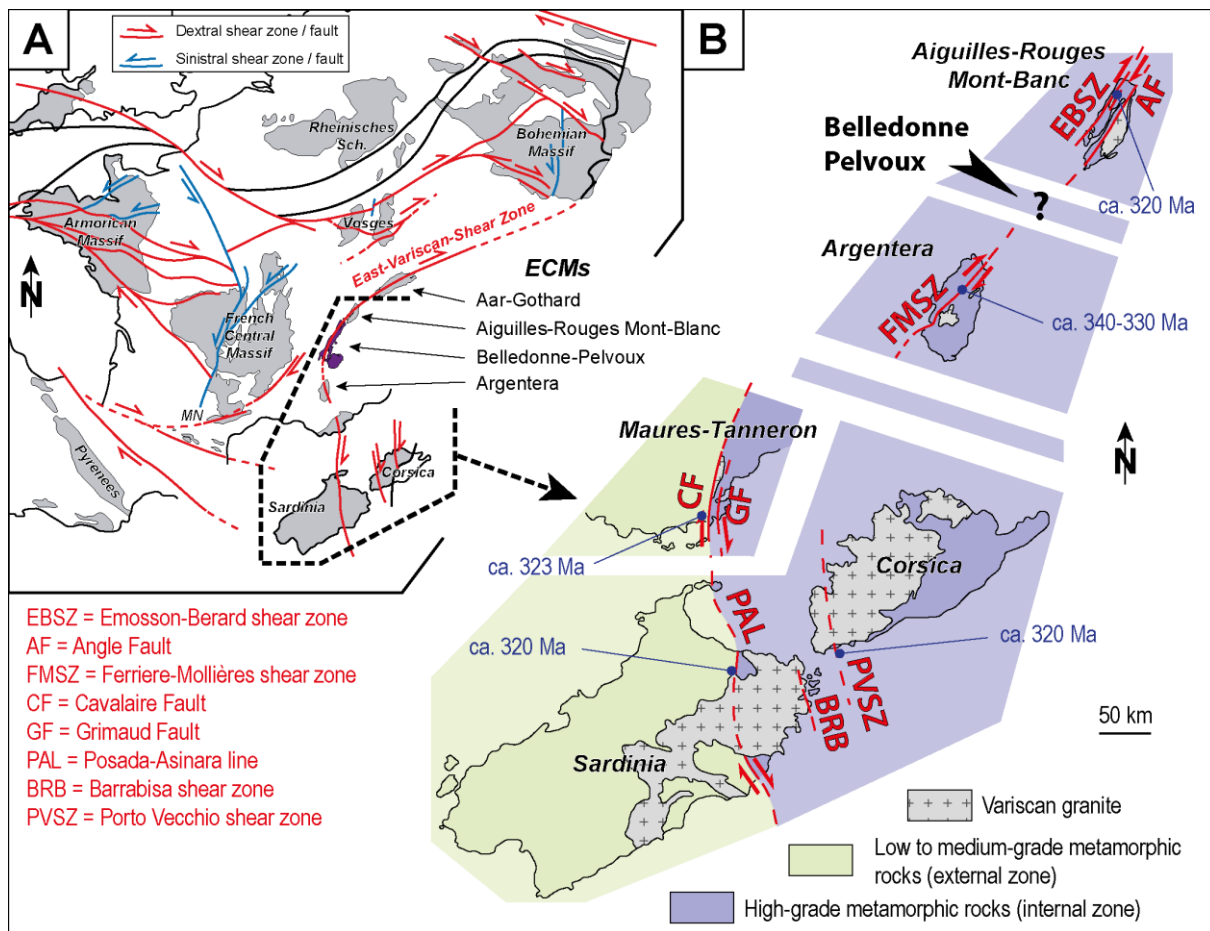 A
Dextral shear zone / fault
Sinistral shear zone / fault
Rheinisches
Sch.
Bohemian
Massif
Armorican
Massif
Vosges
East-Variscan-Shear Zone
ECMs
Aar-Gothard
Aiguilles-Rouges Mont-Blanc
Belledonne-Pelvoux
Argentera
French
Central
Massif
MN
Pyrenees
Corsica
Sardinia
N
EBSZ = Emosson-Berard shear zone
AF = Angle Fault
FMSZ = Ferriere-Mollières shear zone
CF = Cavalaire Fault
GF = Grimaud Fault
PAL = Posada-Asinara line
BRB = Barrabisa shear zone
PVSZ = Porto Vecchio shear zone
B
Aiguilles-Rouges
Mont-Banc
EBSZ
AF
Belledonne
Pelvoux
?
ca. 320 Ma
Argentera
FMSZ
ca. 340-330 Ma
Maures-Tanneron
CF
GF
N
ca. 323 Ma
Corsica
PAL
ca. 320 Ma
ca. 320 Ma
PVSZ
BRB
50 km
Sardinia
Variscan granite
Low to medium-grade metamorphic
rocks (external zone)
High-grade metamorphic rocks (internal zone)